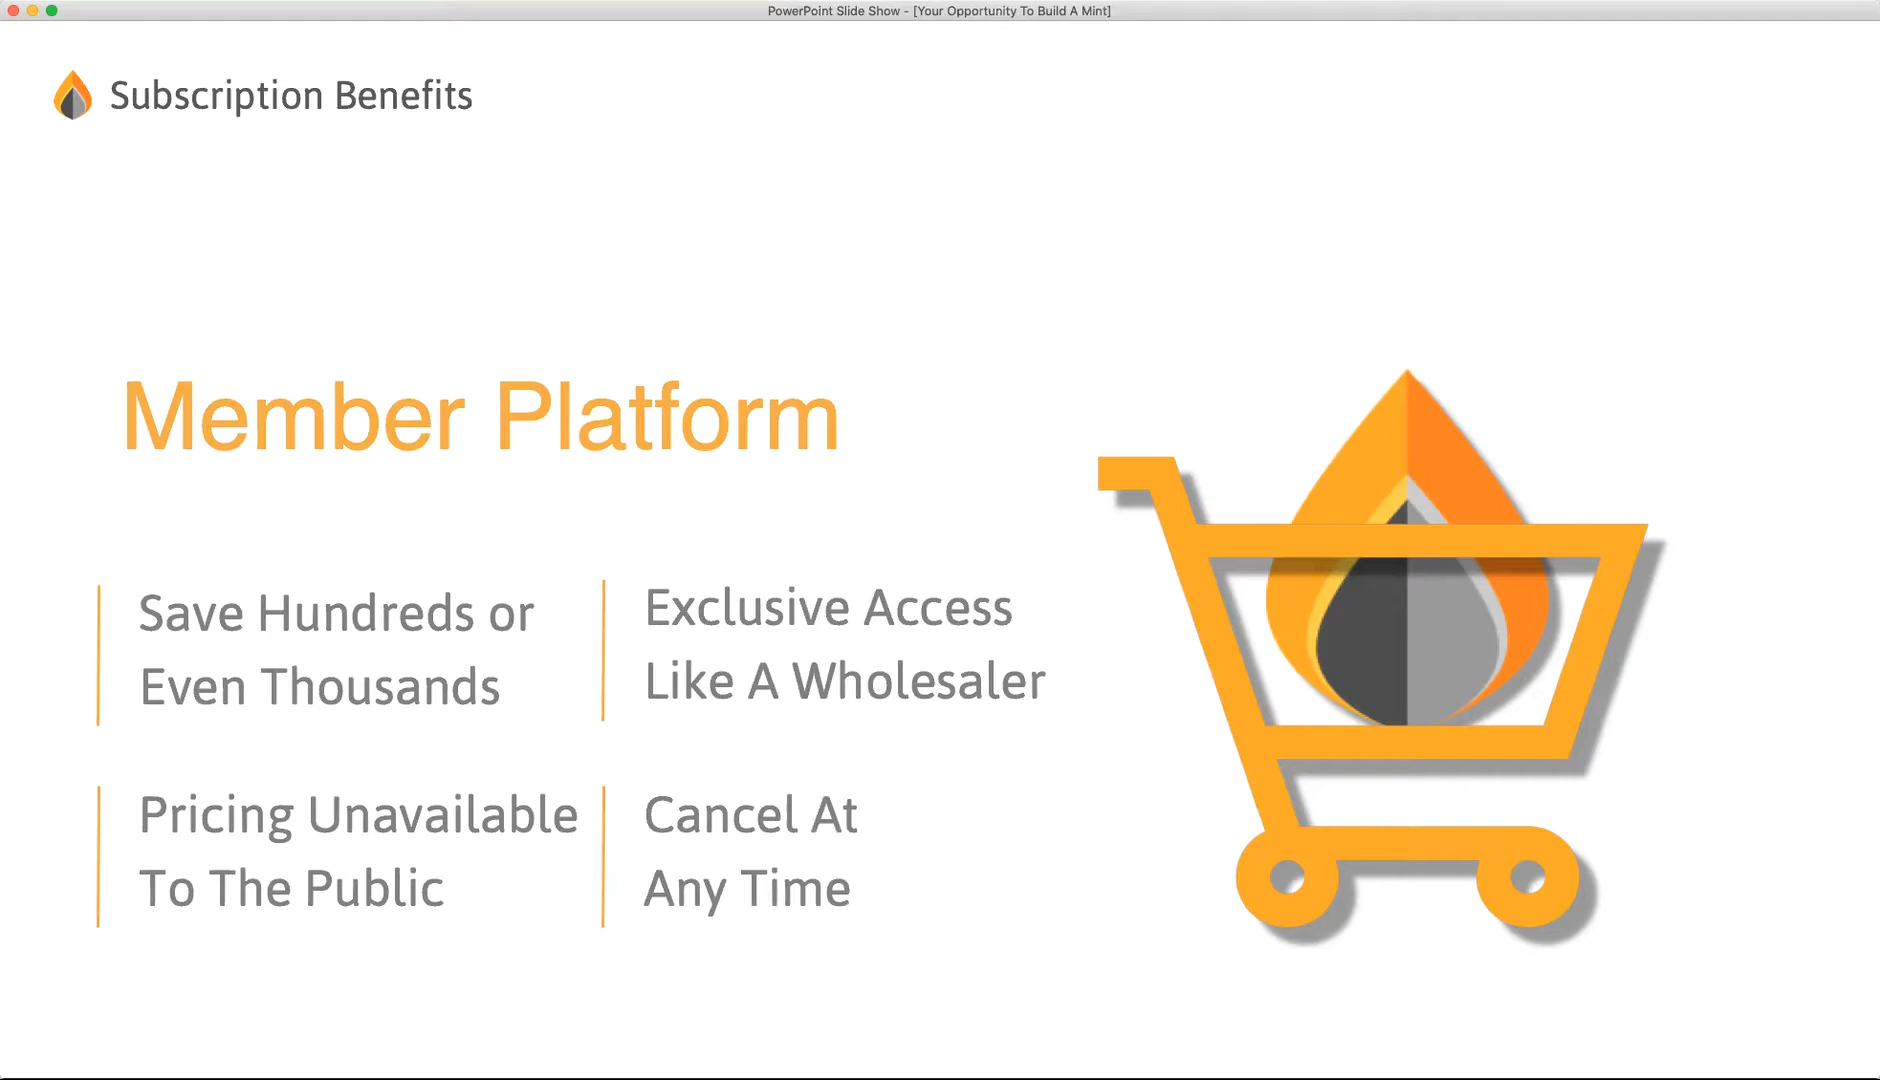 PowerPoint Slide Show - [Your Opportunity To Build A Mint]
Subscription Benefits
Member Platform
Save Hundreds or
Even Thousands
Exclusive Access
Like A Wholesaler
Pricing Unavailable
To The Public
Cancel At
Any Time